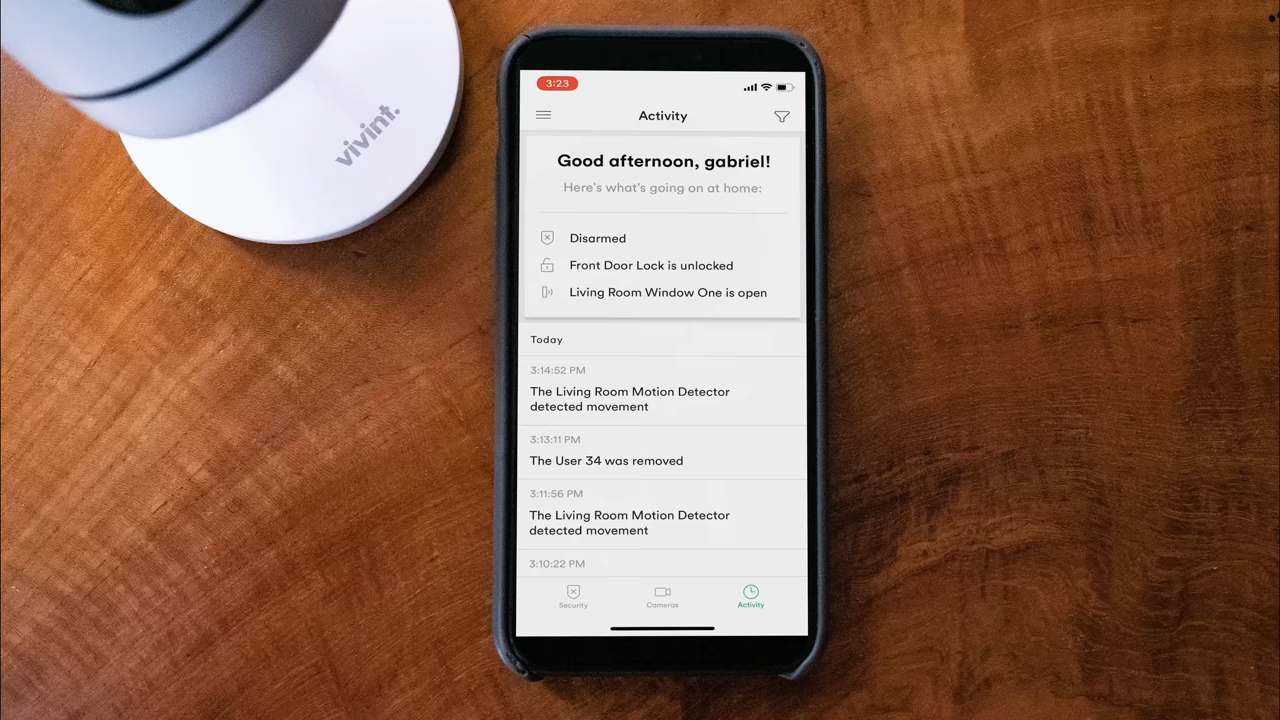 vivint.
3:23
Activity
Good afternoon, gabriel!
Here's what's going on at home:
Disarmed
Front Door Lock is unlocked
Living Room Window One is open
Today
3:14:52 PM
The Living Room Motion Detector
detected movement
3:13:11 PM
The User 34 was removed
3:11:56 PM
The Living Room Motion Detector
detected movement
3:10:22 PM
Security
Cameras
Activity